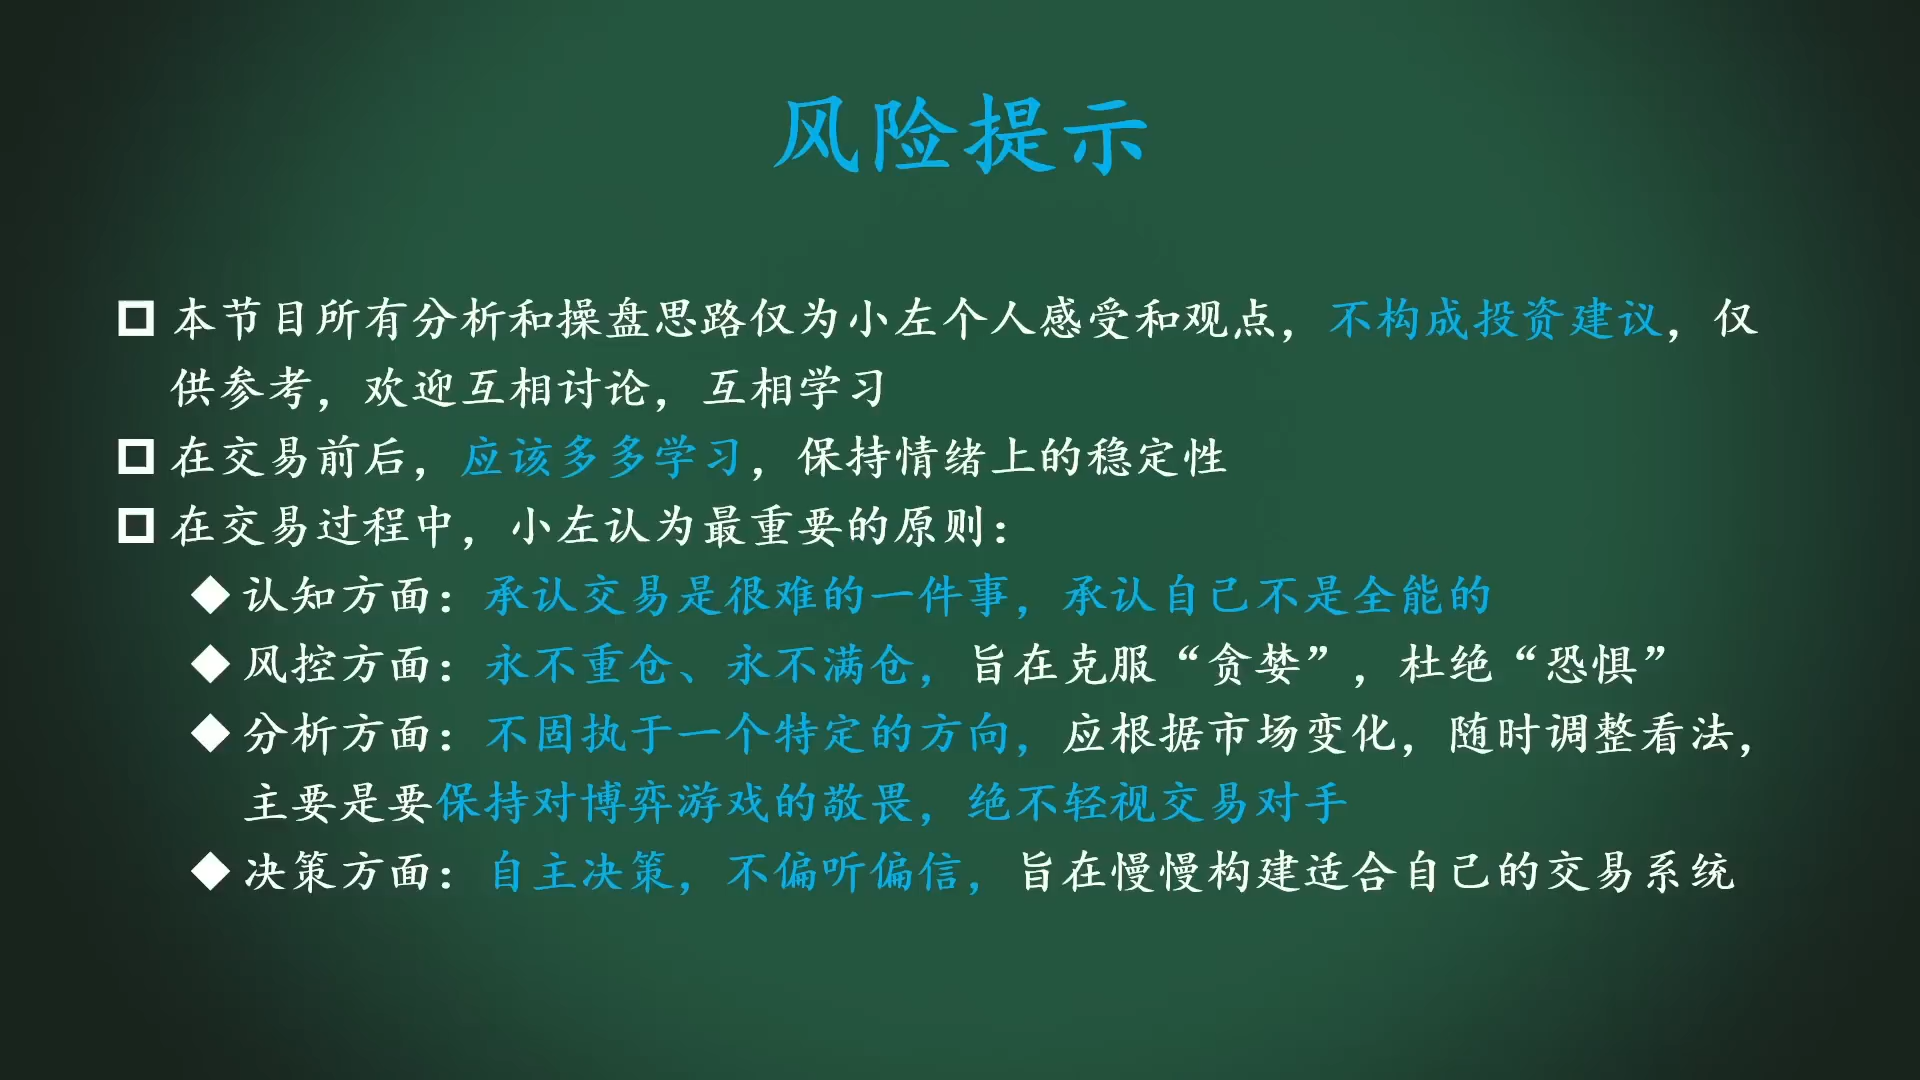 风险提示
本节目所有分析和操盘思路仅为小左个人感受和观点，不构成投资建议，仅
供参考，欢迎互相讨论，互相学习
在交易前后，应该多多学习，保持情绪上的稳定性
在交易过程中，小左认为最重要的原则：
认知方面：承认交易是很难的一件事，承认自己不是全能的
风控方面：永不重仓、永不满仓，旨在克服“贪婪”，杜绝“恐惧”
分析方面：不固执于一个特定的方向，应根据市场变化，随时调整看法，
主要是要保持对博弈游戏的敬畏，绝不轻视交易对手
决策方面：自主决策，不偏听偏信，旨在慢慢构建适合自己的交易系统